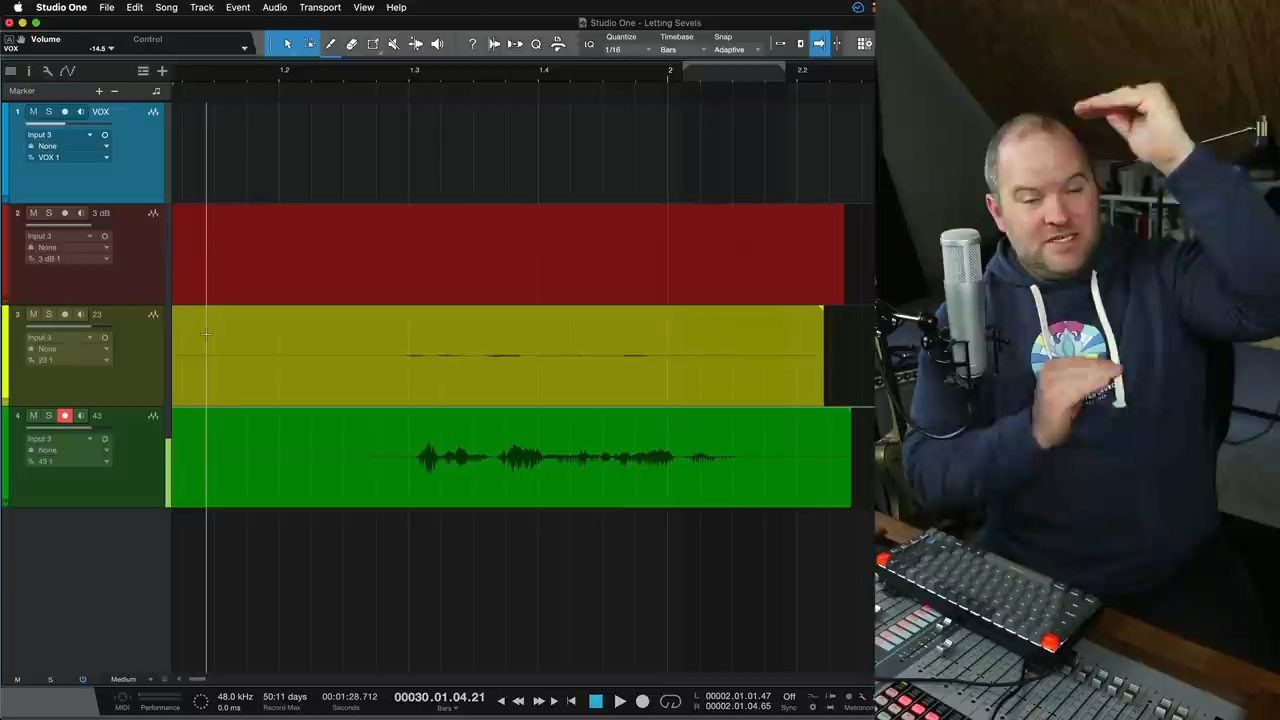 Studio One File Edit Song Track Event Audio Transport View Help
Studio One - Letting Sevels
Volume Control
VOX -14.5
? IQ Quantize Timebase Snap
1/16 Bars Adaptive
1.2 1.3 1.4 2 2.2
Marker
1 M S VOX
Input 3
None
VOX 1
2 M S 3 dB
Input 3
None
3 dB 1
3 M S 23
Input 3
None
23 1
4 M S 43
Input 3
None
43 1
M S Medium
MIDI Performance
48.0 kHz
0.0 ms
50:11 days
Record Max
00:01:28.712
Seconds
00030.01.04.21
Bars
L 00002.01.01.47
R 00002.01.04.65
Off
Sync
Metronom